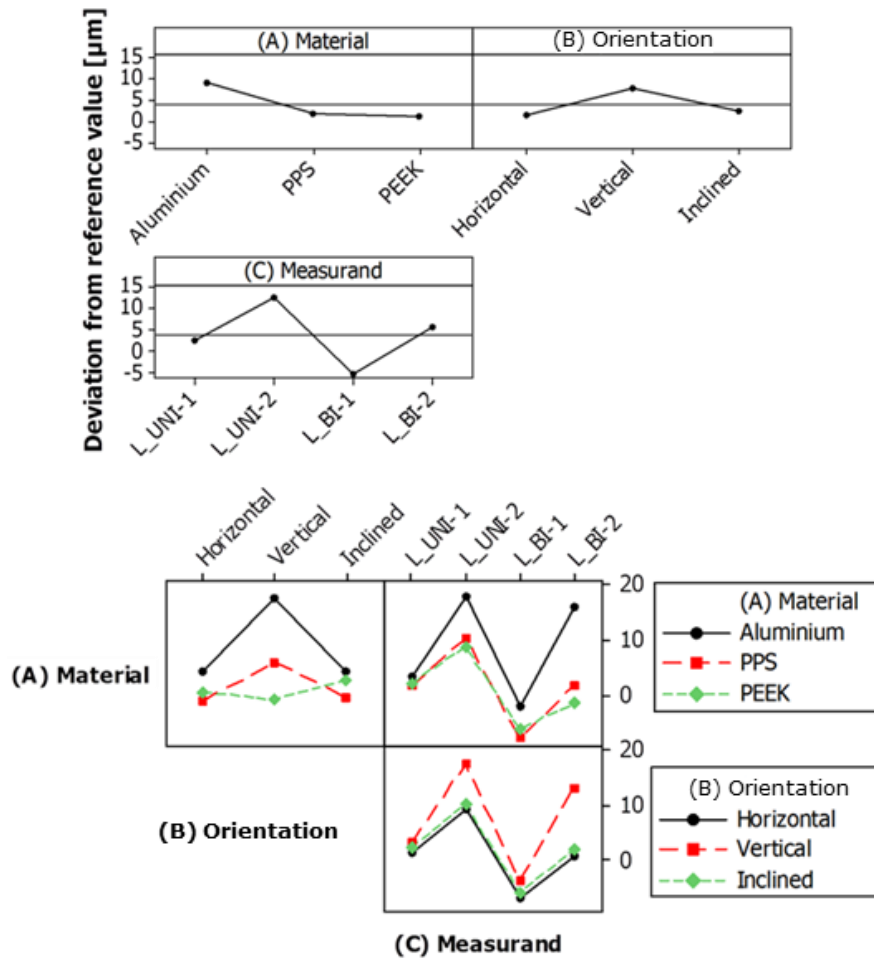 Deviation from reference value [µm]
(A) Material
(B) Orientation
15
10
5
0
-5
Aluminium
PPS
PEEK
Horizontal
Vertical
Inclined
(C) Measurand
15
10
5
0
-5
L_UNI-1
L_UNI-2
L_BI-1
L_BI-2
Horizontal
Vertical
Inclined
L_UNI-1
L_UNI-2
L_BI-1
L_BI-2
(A) Material
20
10
0
(A) Material
Aluminium
PPS
PEEK
(B) Orientation
20
10
0
(B) Orientation
Horizontal
Vertical
Inclined
(C) Measurand